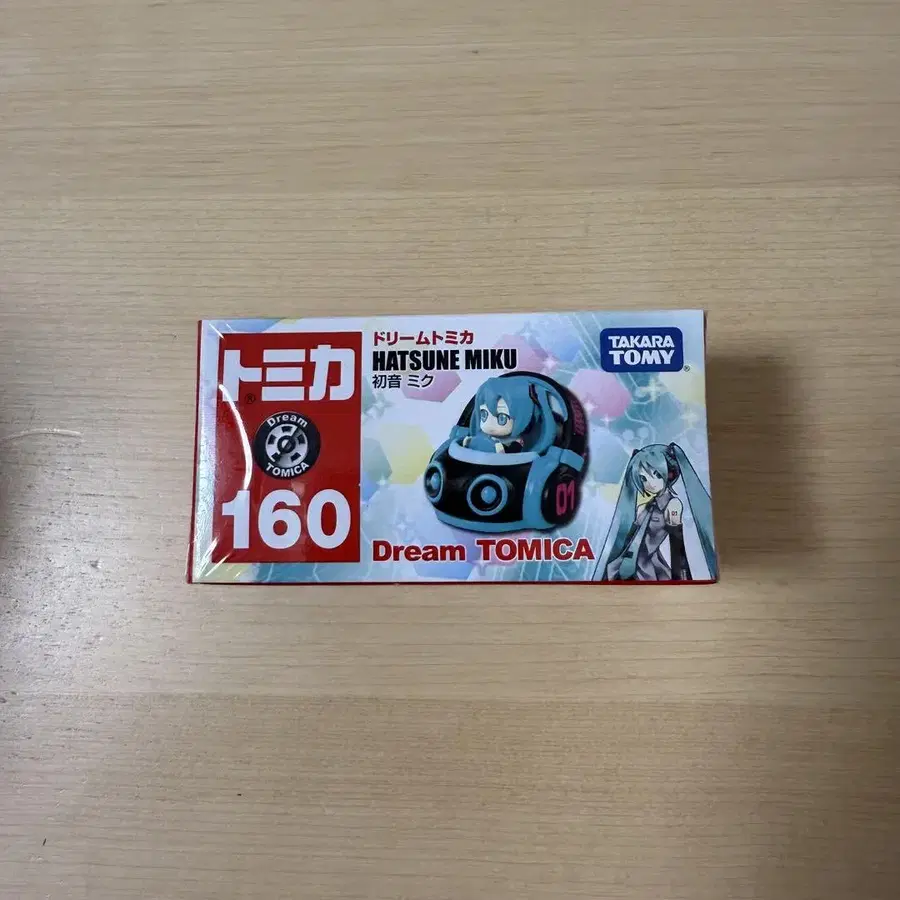 トミカ
®
Dream
TOMICA
160
ドリームトミカ
HATSUNE MIKU
初音 ミク
01
Dream TOMICA
TAKARA
TOMY
®
01